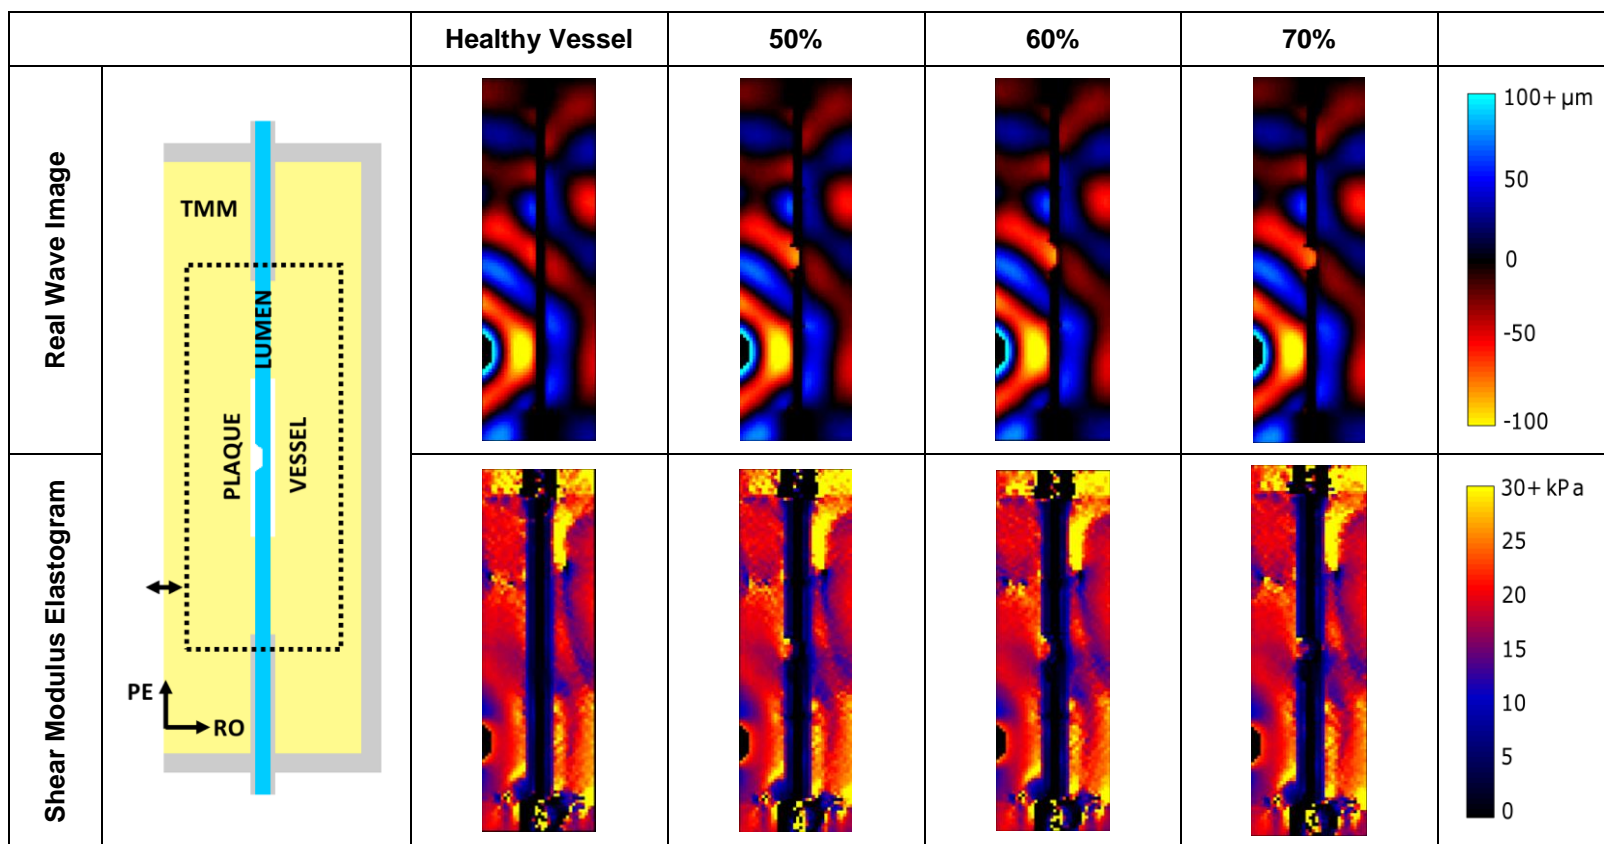 Healthy Vessel
50%
60%
70%
Real Wave Image
TMM
LUMEN
PLAQUE
VESSEL
PE
RO
100+ µm
50
0
-50
-100
Shear Modulus Elastogram
30+ kPa
25
20
15
10
5
0